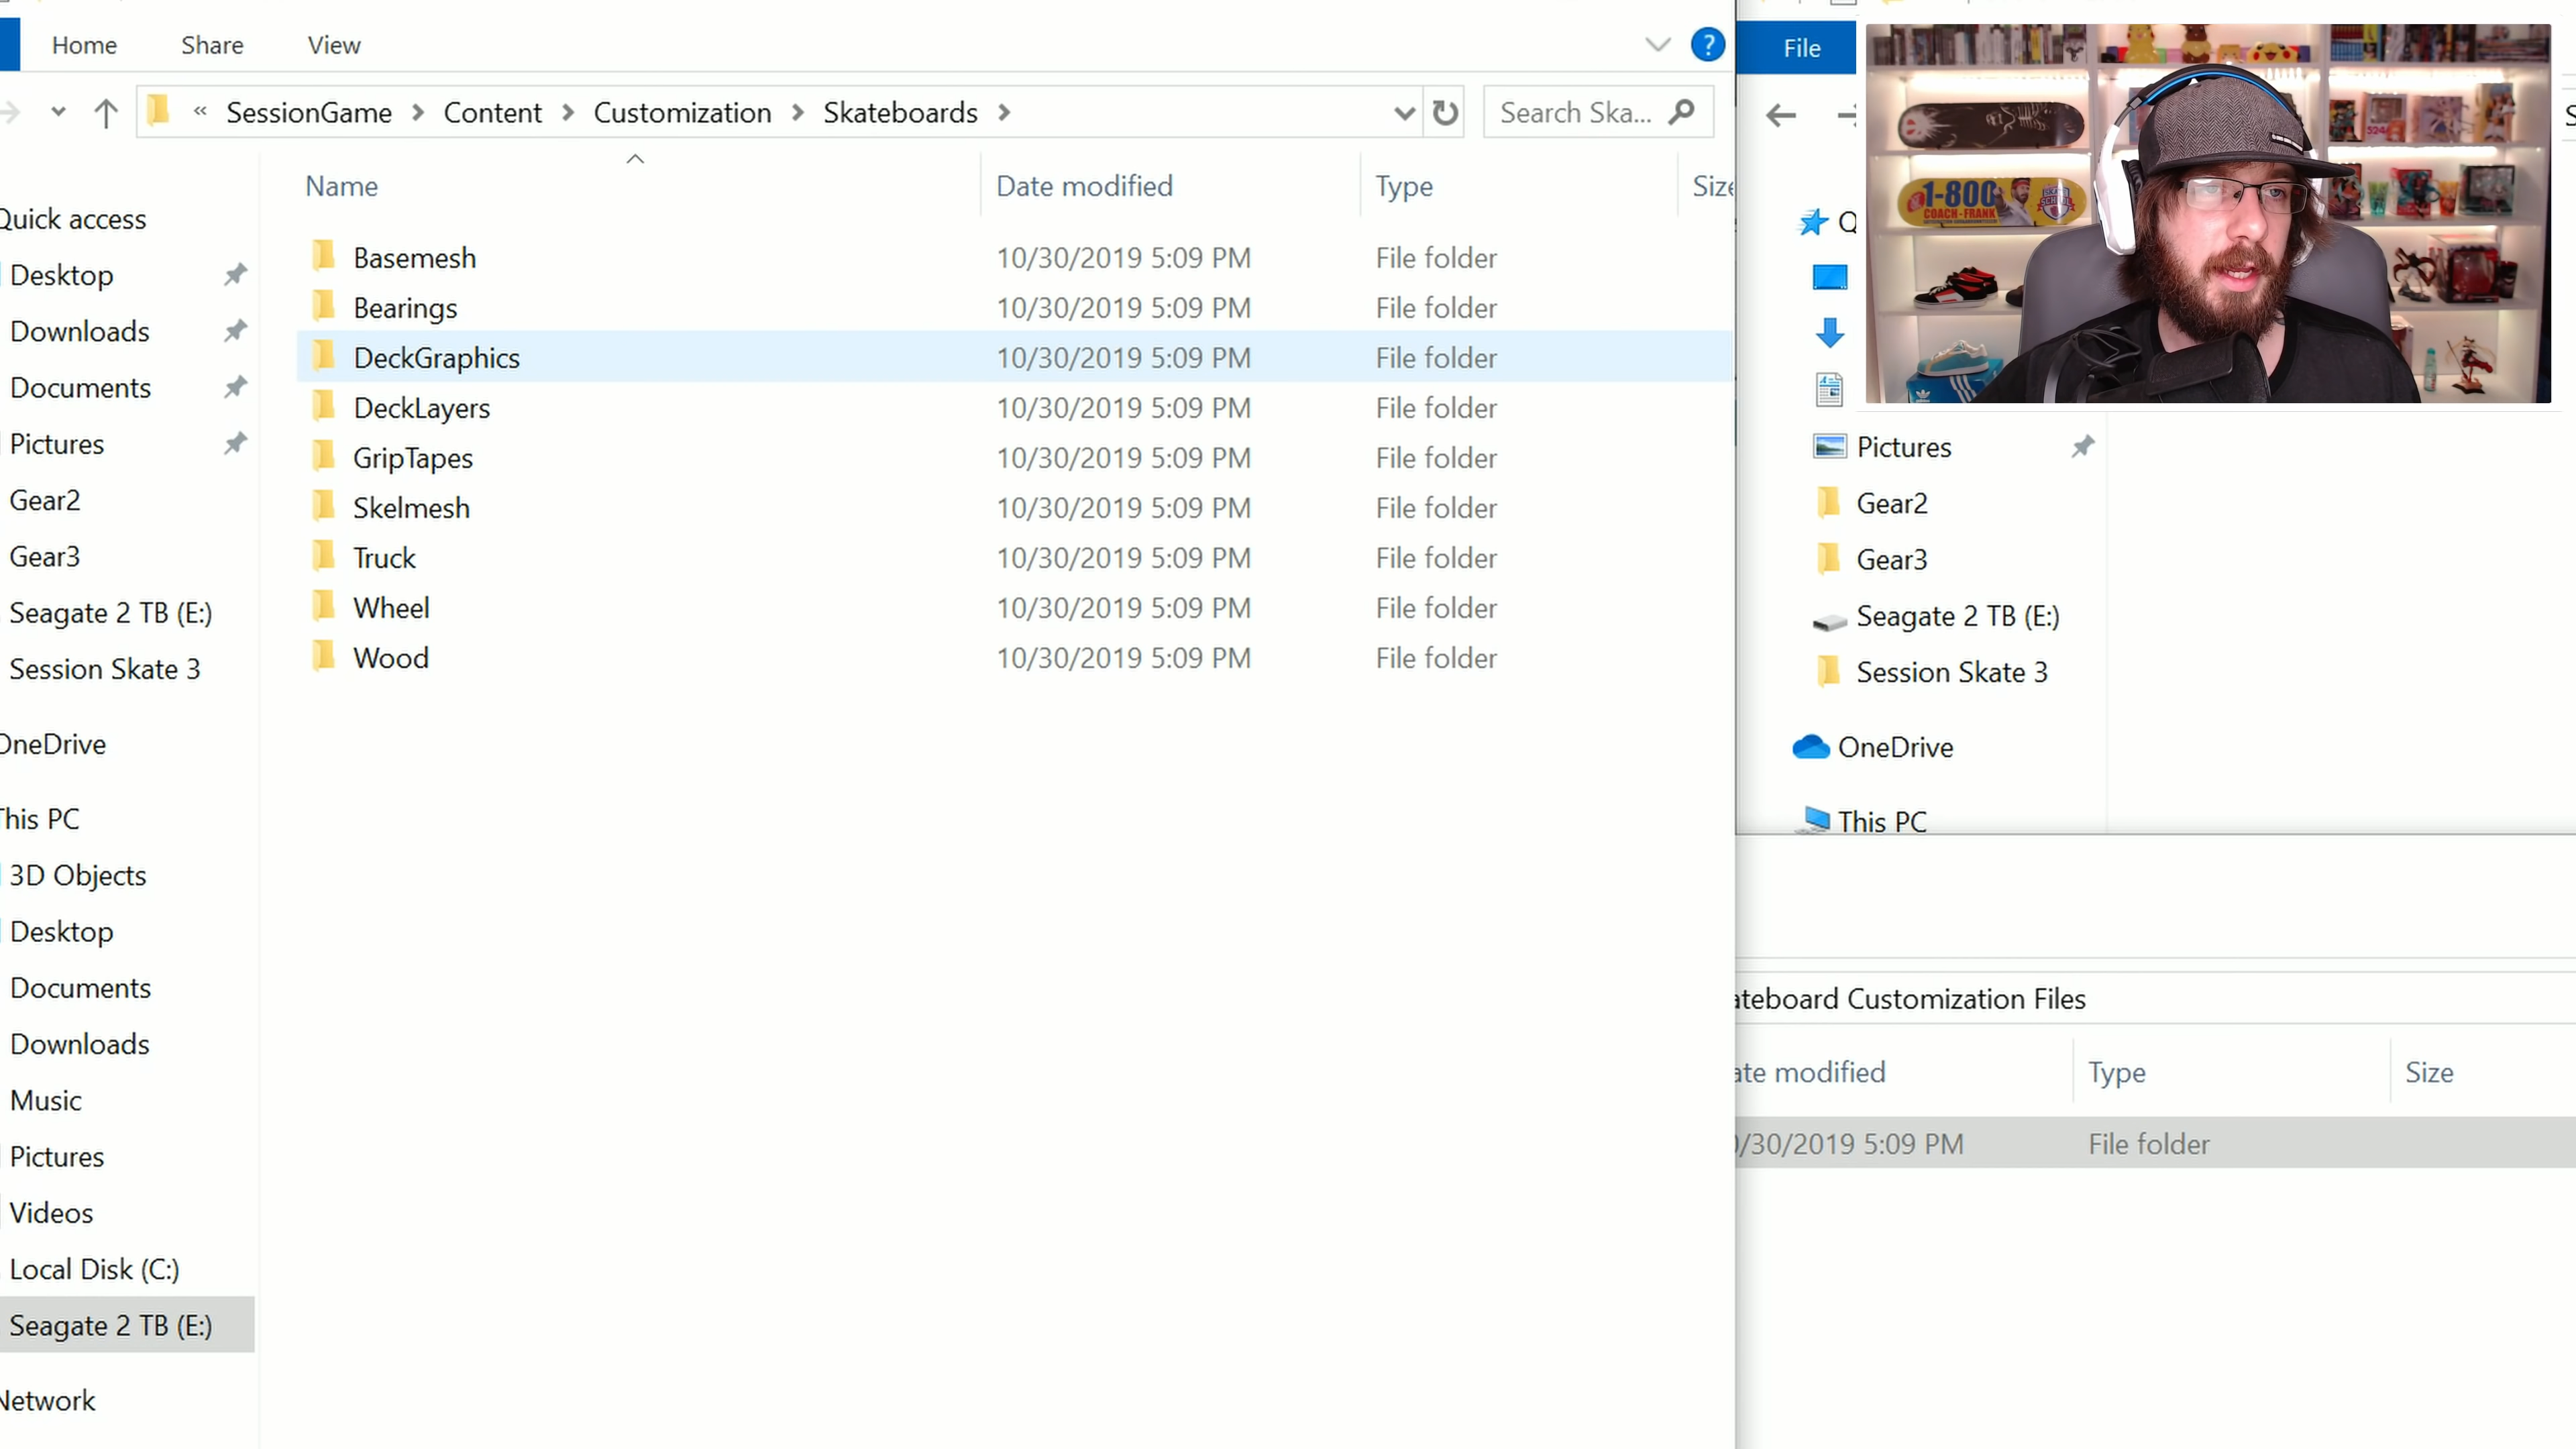 Home Share View
?
« SessionGame > Content > Customization > Skateboards >
Search Ska...
Name Date modified Type Size
Basemesh 10/30/2019 5:09 PM File folder
Bearings 10/30/2019 5:09 PM File folder
DeckGraphics 10/30/2019 5:09 PM File folder
DeckLayers 10/30/2019 5:09 PM File folder
GripTapes 10/30/2019 5:09 PM File folder
Skelmesh 10/30/2019 5:09 PM File folder
Truck 10/30/2019 5:09 PM File folder
Wheel 10/30/2019 5:09 PM File folder
Wood 10/30/2019 5:09 PM File folder
Quick access
Desktop
Downloads
Documents
Pictures
Gear2
Gear3
Seagate 2 TB (E:)
Session Skate 3
OneDrive
This PC
3D Objects
Desktop
Documents
Downloads
Music
Pictures
Videos
Local Disk (C:)
Seagate 2 TB (E:)
Network
File
1-800
COACH-FRANK
adidas
Q
Pictures
Gear2
Gear3
Seagate 2 TB (E:)
Session Skate 3
OneDrive
This PC
ateboard Customization Files
ate modified Type Size
0/30/2019 5:09 PM File folder